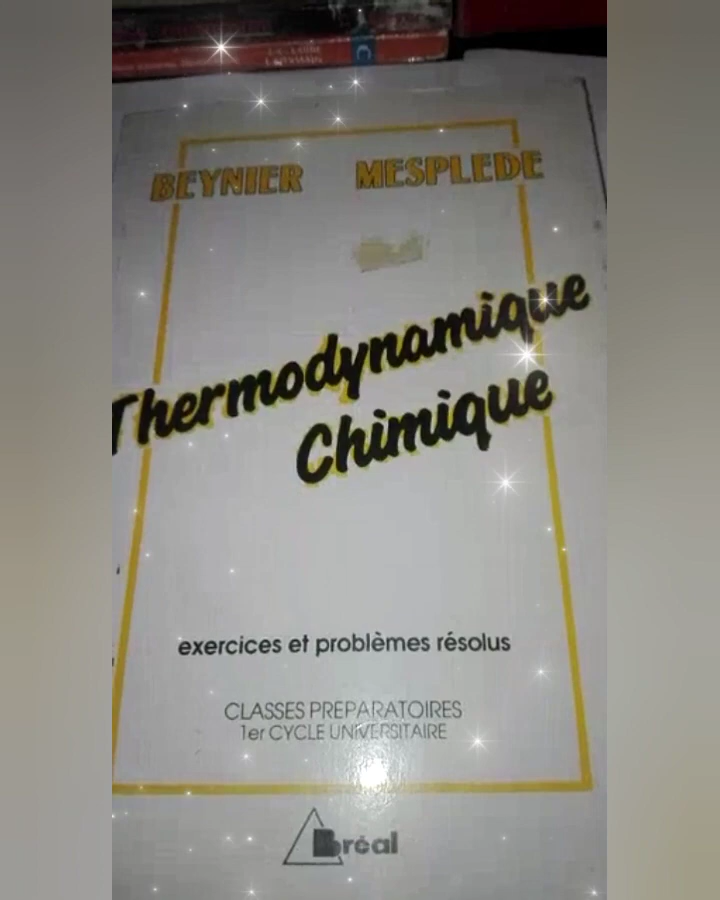 BEYNIER MESPLEDE
Thermodynamique
Chimique
exercices et problèmes résolus
CLASSES PREPARATOIRES
1er CYCLE UNIVERSITAIRE
Bréal